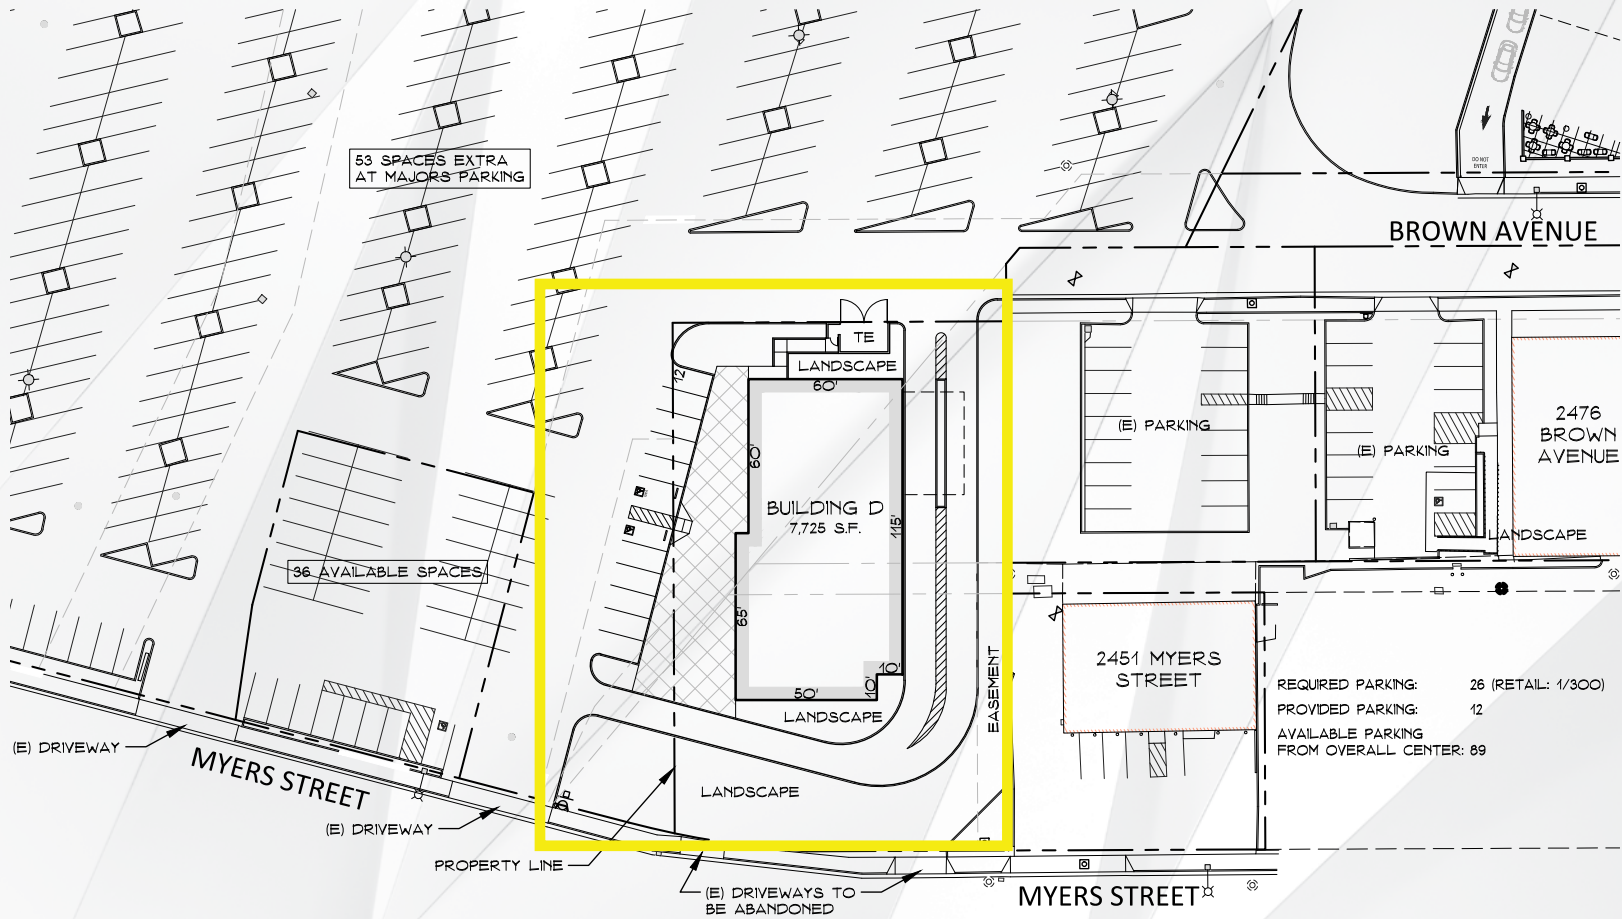 53 SPACES EXTRA
AT MAJORS PARKING
DO NOT
ENTER
BROWN AVENUE
TE
LANDSCAPE
60'
12
60'
(E) PARKING
(E) PARKING
2476
BROWN
AVENUE
BUILDING D
7,725 S.F.
115'
LANDSCAPE
36 AVAILABLE SPACES
65'
10'
10'
50'
LANDSCAPE
EASEMENT
2451 MYERS
STREET
REQUIRED PARKING: 26 (RETAIL: 1/300)
PROVIDED PARKING: 12
AVAILABLE PARKING
FROM OVERALL CENTER: 89
(E) DRIVEWAY
MYERS STREET
LANDSCAPE
(E) DRIVEWAY
PROPERTY LINE
(E) DRIVEWAYS TO
BE ABANDONED
MYERS STREET